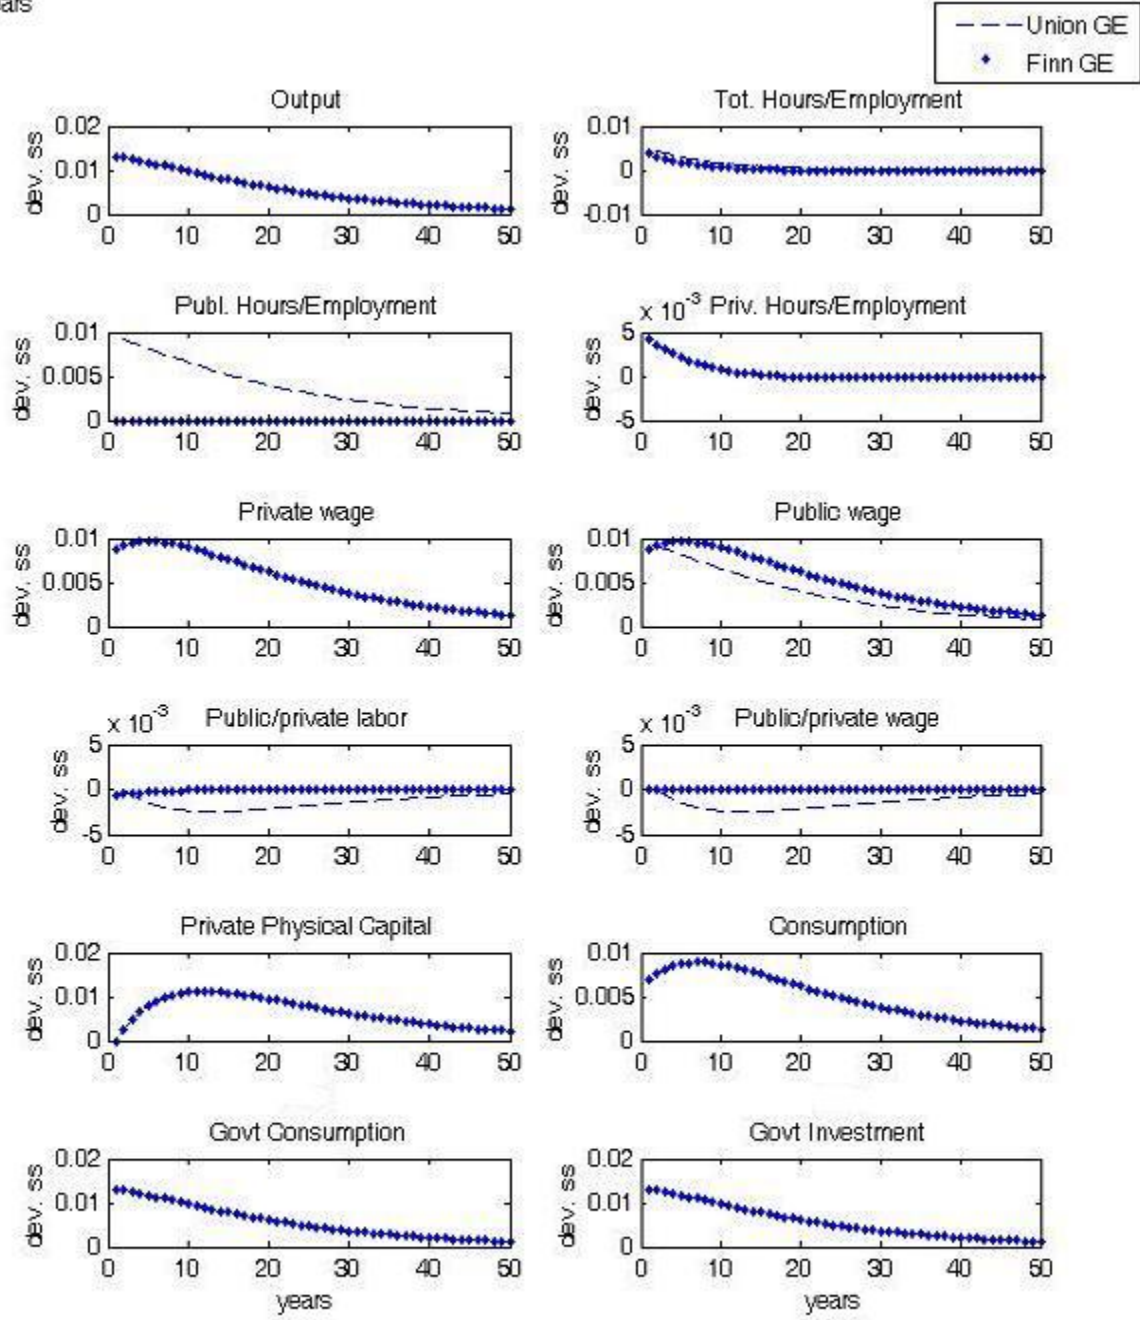 Union GE
Finn GE
Output
Tot. Hours/Employment
dev. ss
0.02
0.01
0
0 10 20 30 40 50
dev. ss
0.01
0
-0.01
0 10 20 30 40 50
Publ. Hours/Employment
x 10^-3 Priv. Hours/Employment
dev. ss
0.01
0.005
0
0 10 20 30 40 50
dev. ss
5
0
-5
0 10 20 30 40 50
Private wage
Public wage
dev. ss
0.01
0.005
0
0 10 20 30 40 50
dev. ss
0.01
0.005
0
0 10 20 30 40 50
x 10^-3 Public/private labor
x 10^-3 Public/private wage
dev. ss
5
0
-5
0 10 20 30 40 50
dev. ss
5
0
-5
0 10 20 30 40 50
Private Physical Capital
Consumption
dev. ss
0.02
0.01
0
0 10 20 30 40 50
dev. ss
0.01
0.005
0
0 10 20 30 40 50
Govt Consumption
Govt Investment
dev. ss
0.02
0.01
0
0 10 20 30 40 50
years
dev. ss
0.02
0.01
0
0 10 20 30 40 50
years